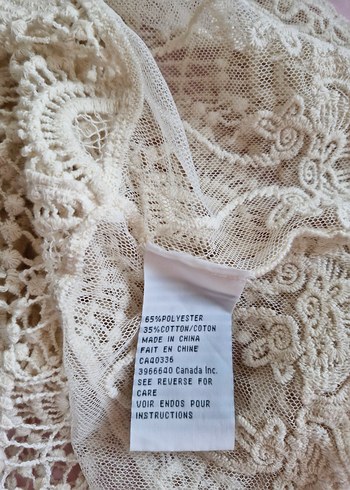 65%POLYESTER
35%COTTON/COTON
MADE IN CHINA
FAIT EN CHINE
CA40336
3966640 Canada Inc.
SEE REVERSE FOR
CARE
VOIR ENDOS POUR
INSTRUCTIONS